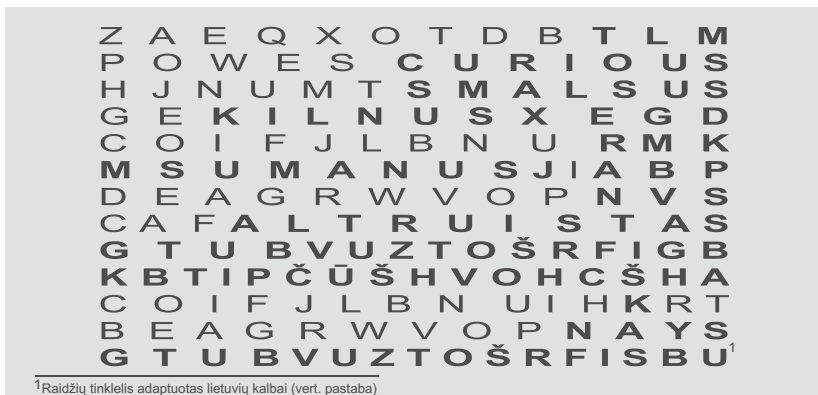 Z A E Q X O T D B T L M
P O W E S C U R I O U S
H J N U M T S M A L S U S
G E K I L N U S X E G D
C O I F J L B N U R M K
M S U M A N U S J I A B P
D E A G R W V O P N V S
C A F A L T R U I S T A S
G T U B V U Z T O Š R F I G B
K B T I P Č Ū Š H V O H C Š H A
C O I F J L B N U I H K R T
B E A G R W V O P N A Y S
G T U B V U Z T O Š R F I S B U1
1Raidžių tinklelis adaptuotas lietuvių kalbai (vert. pastaba)